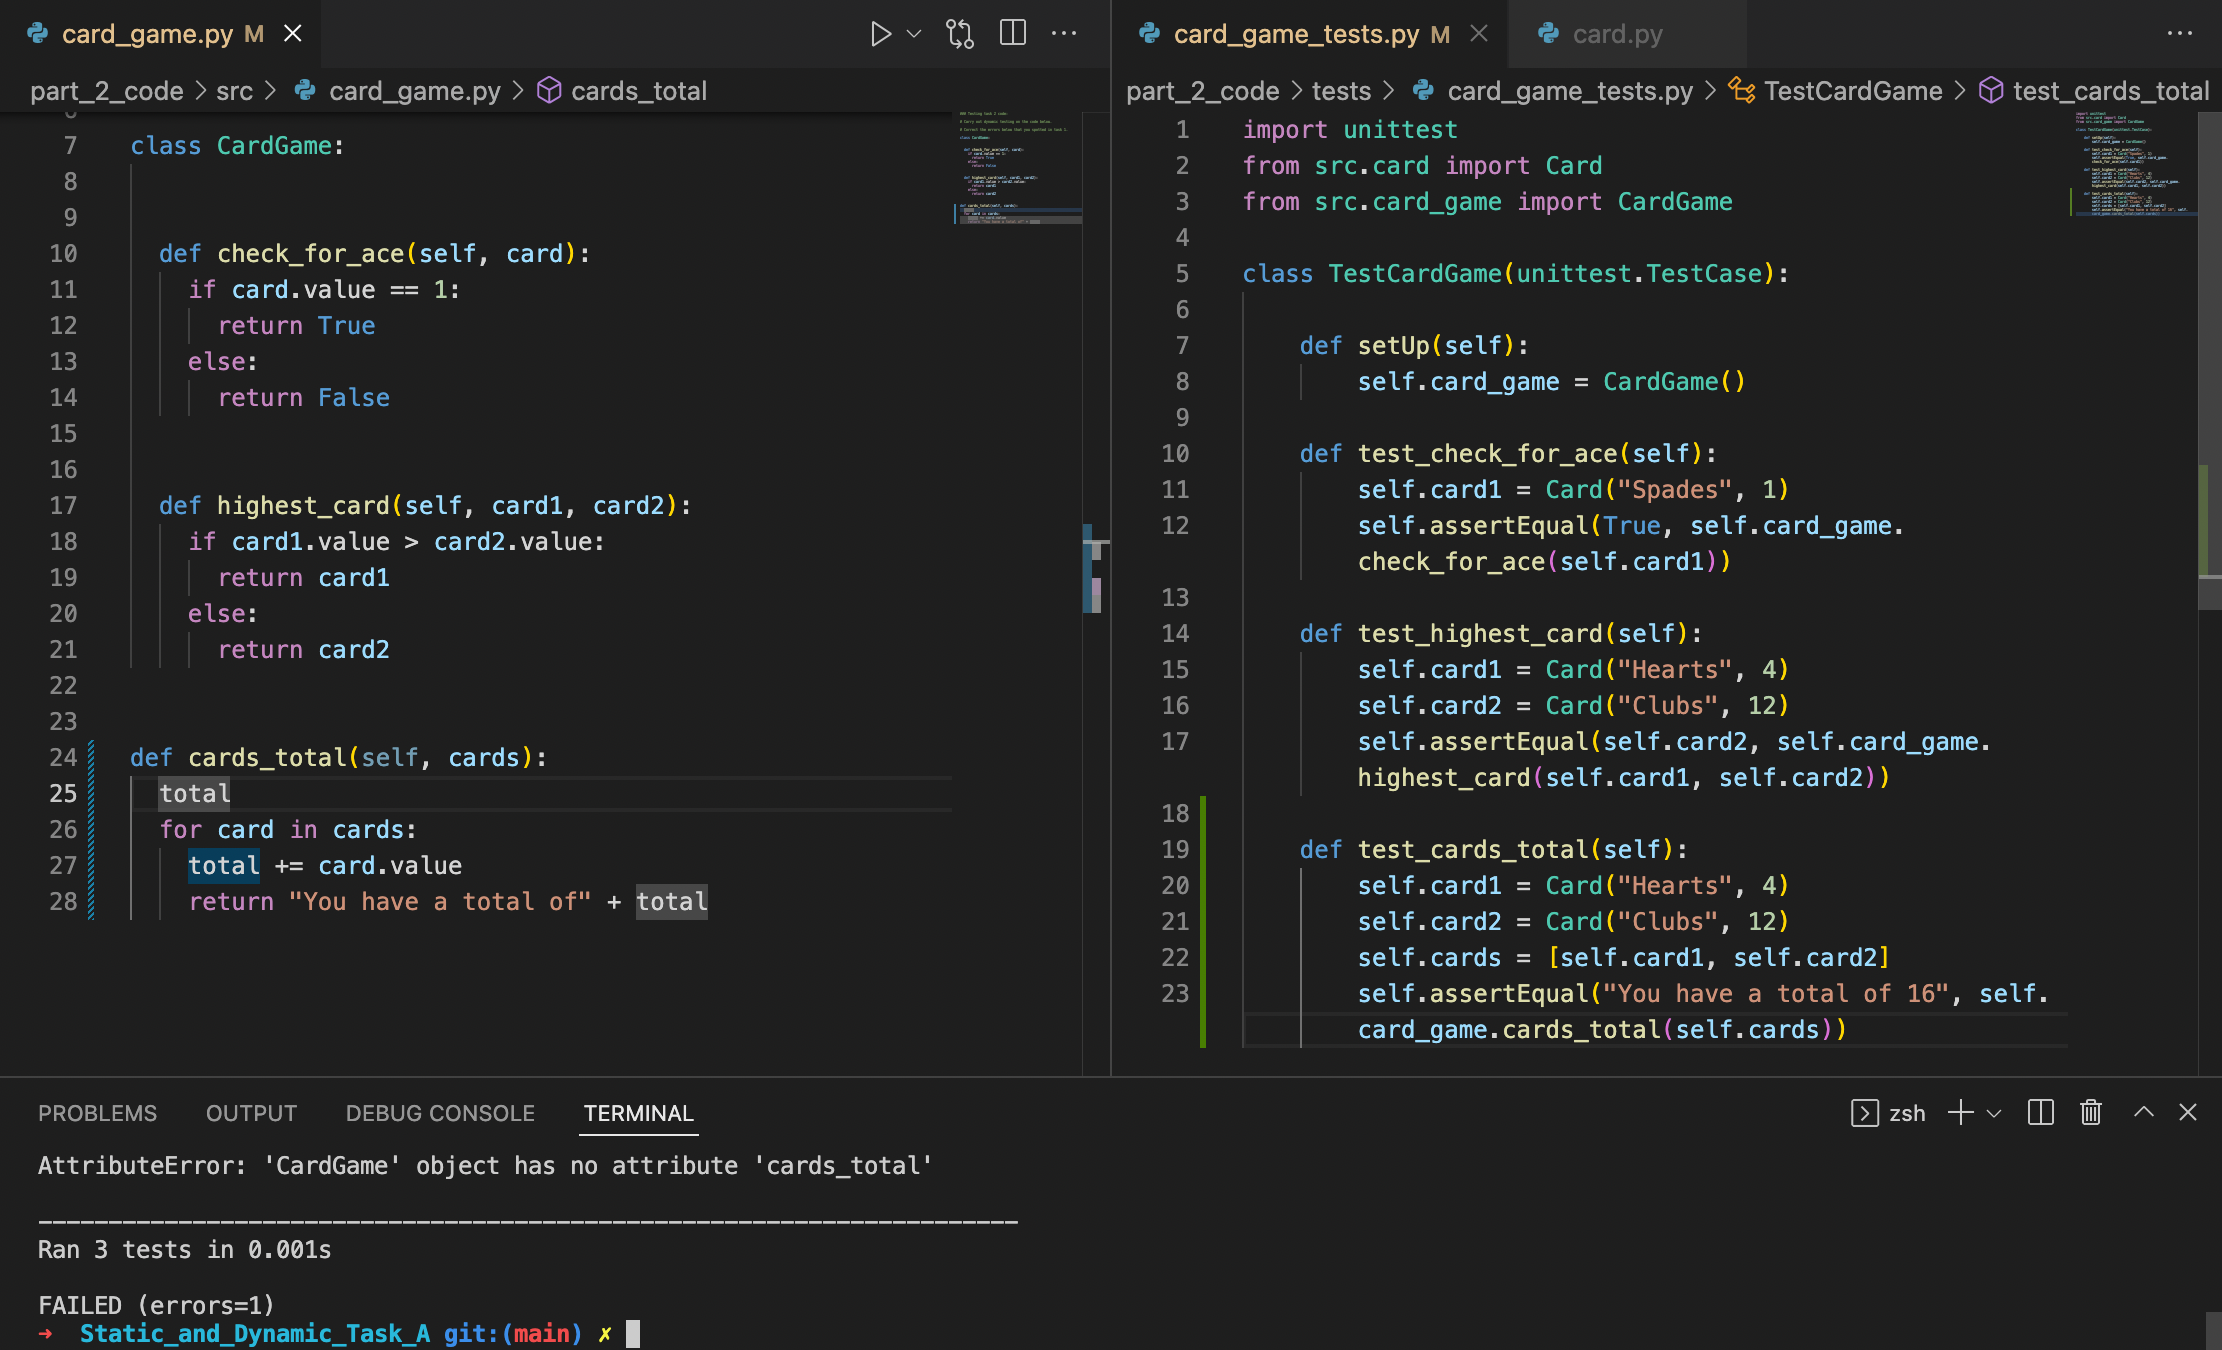 card_game.py M
part_2_code > src > card_game.py > cards_total
7 class CardGame:
8
9
10 def check_for_ace(self, card):
11 if card.value == 1:
12 return True
13 else:
14 return False
15
16
17 def highest_card(self, card1, card2):
18 if card1.value > card2.value:
19 return card1
20 else:
21 return card2
22
23
24 def cards_total(self, cards):
25 total
26 for card in cards:
27 total += card.value
28 return "You have a total of" + total
card_game_tests.py M card.py
part_2_code > tests > card_game_tests.py > TestCardGame > test_cards_total
1 import unittest
2 from src.card import Card
3 from src.card_game import CardGame
4
5 class TestCardGame(unittest.TestCase):
6
7 def setUp(self):
8 self.card_game = CardGame()
9
10 def test_check_for_ace(self):
11 self.card1 = Card("Spades", 1)
12 self.assertEqual(True, self.card_game.
check_for_ace(self.card1))
13
14 def test_highest_card(self):
15 self.card1 = Card("Hearts", 4)
16 self.card2 = Card("Clubs", 12)
17 self.assertEqual(self.card2, self.card_game.
highest_card(self.card1, self.card2))
18
19 def test_cards_total(self):
20 self.card1 = Card("Hearts", 4)
21 self.card2 = Card("Clubs", 12)
22 self.cards = [self.card1, self.card2]
23 self.assertEqual("You have a total of 16", self.
card_game.cards_total(self.cards))
PROBLEMS OUTPUT DEBUG CONSOLE TERMINAL zsh
AttributeError: 'CardGame' object has no attribute 'cards_total'
----------------------------------------------------------------------
Ran 3 tests in 0.001s
FAILED (errors=1)
→ Static_and_Dynamic_Task_A git:(main) ✗